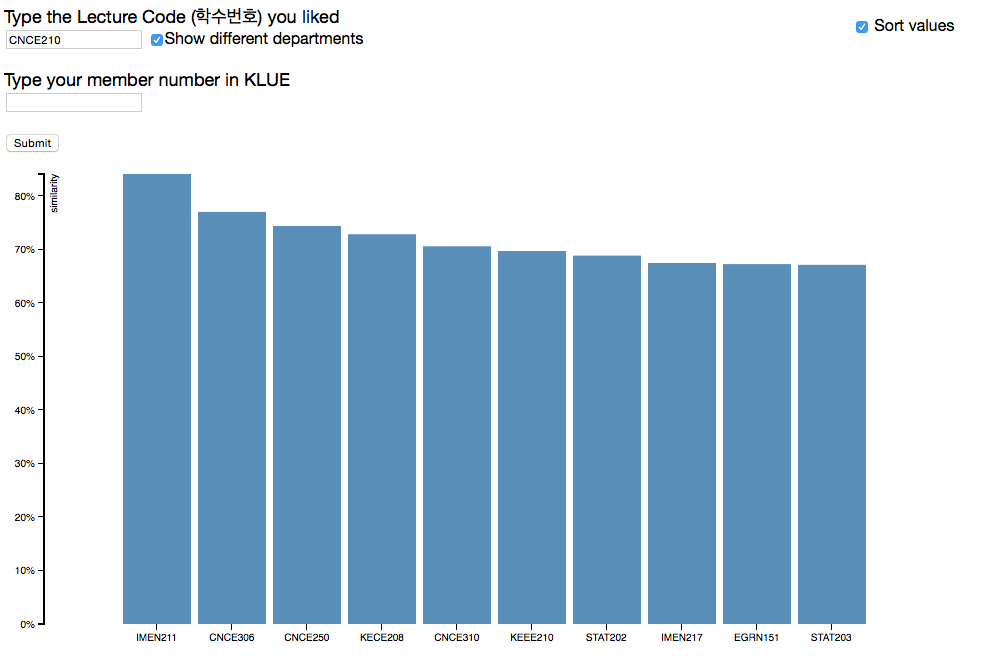 Type the Lecture Code (학수번호) you liked
CNCE210
Show different departments
Sort values
Type your member number in KLUE
Submit
similarity
80%
70%
60%
50%
40%
30%
20%
10%
0%
IMEN211 CNCE306 CNCE250 KECE208 CNCE310 KEEE210 STAT202 IMEN217 EGRN151 STAT203